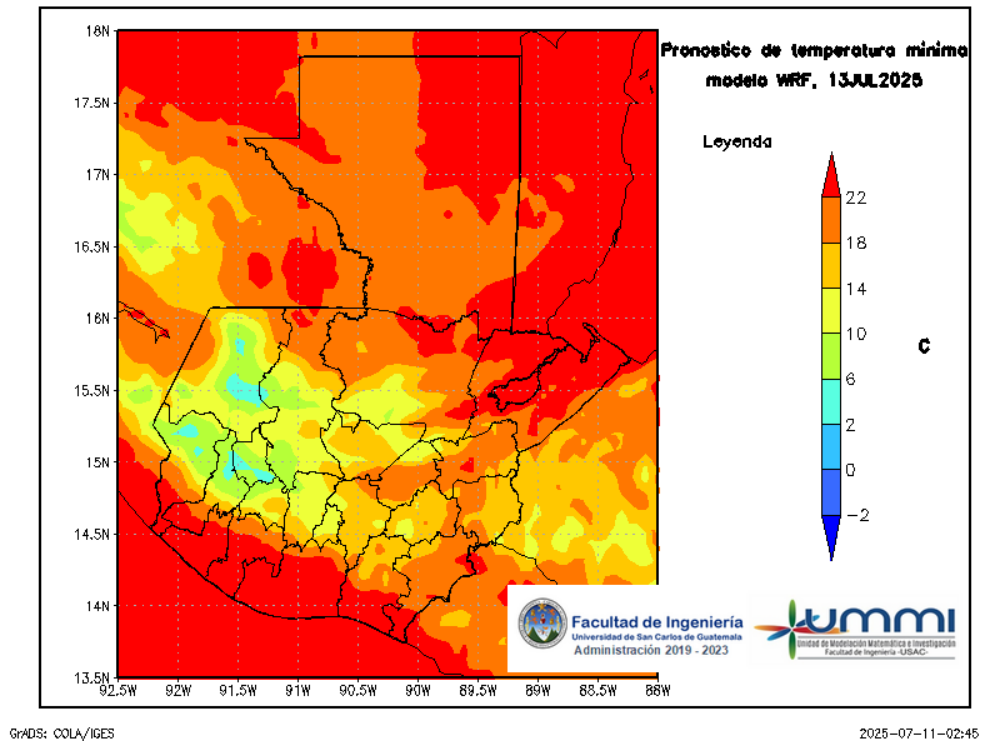 Pronostico de temperatura minima
modelo WRF, 13JUL2025
Leyenda
22
18
14
10
6
2
0
−2
C
18N
17.5N
17N
16.5N
16N
15.5N
15N
14.5N
14N
13.5N
92.5W 92W 91.5W 91W 90.5W 90W 89.5W 89W 88.5W 88W
Facultad de Ingeniería
Universidad de San Carlos de Guatemala
Administración 2019 - 2023
ummi
Unidad de Modelación Matemática e Investigación
Facultad de Ingeniería -USAC-
GrADS: COLA/IGES
2025-07-11-02:45